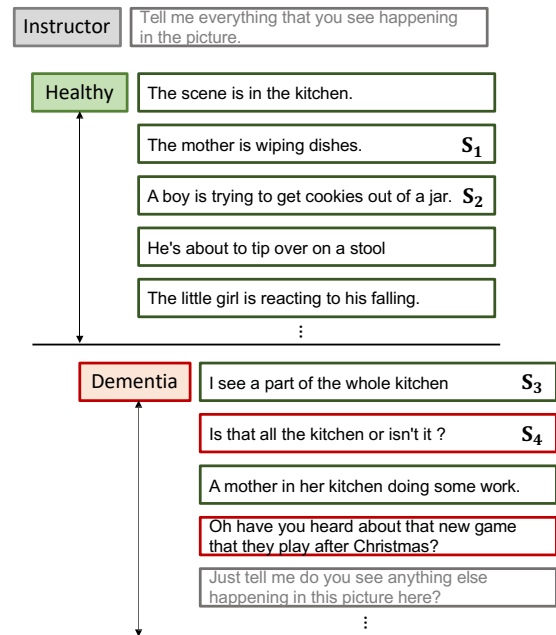 Instructor
Tell me everything that you see happening
in the picture.
Healthy
The scene is in the kitchen.
The mother is wiping dishes. S1
A boy is trying to get cookies out of a jar. S2
He's about to tip over on a stool
The little girl is reacting to his falling.
...
Dementia
I see a part of the whole kitchen S3
Is that all the kitchen or isn't it ? S4
A mother in her kitchen doing some work.
Oh have you heard about that new game
that they play after Christmas?
Just tell me do you see anything else
happening in this picture here?
...